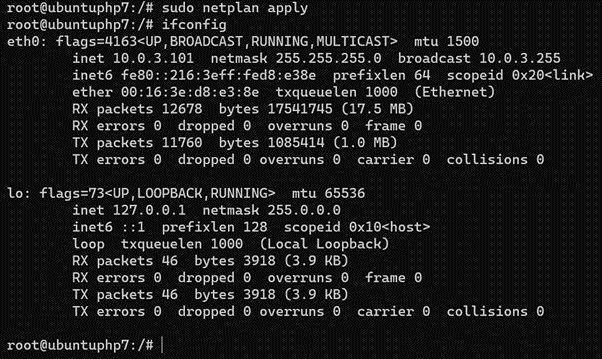 root@ubuntuphp7:/# sudo netplan apply
root@ubuntuphp7:/# ifconfig
eth0: flags=4163<UP,BROADCAST,RUNNING,MULTICAST>  mtu 1500
        inet 10.0.3.101  netmask 255.255.255.0  broadcast 10.0.3.255
        inet6 fe80::216:3eff:fed8:e38e  prefixlen 64  scopeid 0x20<link>
        ether 00:16:3e:d8:e3:8e  txqueuelen 1000  (Ethernet)
        RX packets 12678  bytes 17541745 (17.5 MB)
        RX errors 0  dropped 0  overruns 0  frame 0
        TX packets 11760  bytes 1085414 (1.0 MB)
        TX errors 0  dropped 0 overruns 0  carrier 0  collisions 0

lo: flags=73<UP,LOOPBACK,RUNNING>  mtu 65536
        inet 127.0.0.1  netmask 255.0.0.0
        inet6 ::1  prefixlen 128  scopeid 0x10<host>
        loop  txqueuelen 1000  (Local Loopback)
        RX packets 46  bytes 3918 (3.9 KB)
        RX errors 0  dropped 0  overruns 0  frame 0
        TX packets 46  bytes 3918 (3.9 KB)
        TX errors 0  dropped 0 overruns 0  carrier 0  collisions 0

root@ubuntuphp7:/#